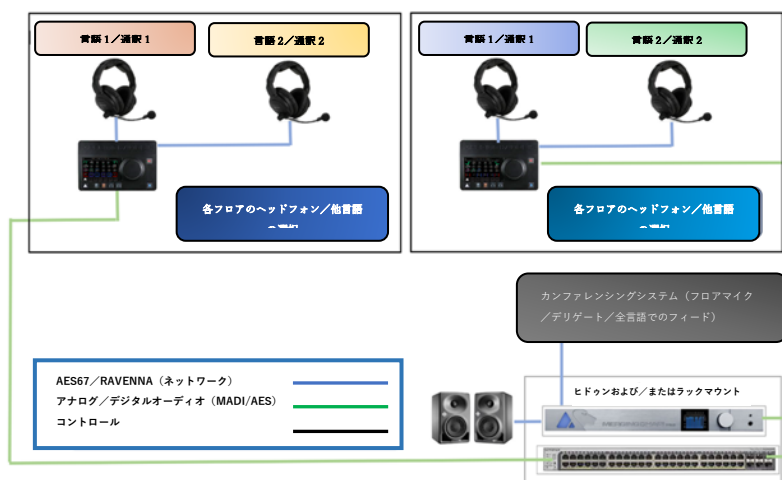 言語 1／通訳 1
言語 2／通訳 2
言語 1／通訳 1
言語 2／通訳 2
各フロアのヘッドフォン／他言語
の選択
各フロアのヘッドフォン／他言語
の選択
カンファレンシングシステム（フロアマイク
／デリゲート／全言語でのフィード）
AES67／RAVENNA（ネットワーク）
アナログ／デジタルオーディオ（MADI/AES）
コントロール
ヒドゥンおよび／またはラックマウント